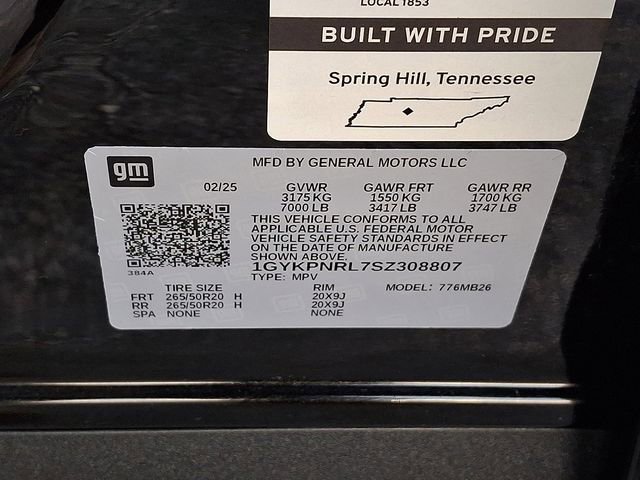 LOCAL 1853
BUILT WITH PRIDE
Spring Hill, Tennessee
gm
MFD BY GENERAL MOTORS LLC
02/25 GVWR GAWR FRT GAWR RR
3175 KG 1550 KG 1700 KG
7000 LB 3417 LB 3747 LB
THIS VEHICLE CONFORMS TO ALL
APPLICABLE U.S. FEDERAL MOTOR
VEHICLE SAFETY STANDARDS IN EFFECT
ON THE DATE OF MANUFACTURE
SHOWN ABOVE.
384A
1GYKPNRL7SZ308807
TYPE: MPV
TIRE SIZE RIM MODEL: 776MB26
FRT 265/50R20 H 20X9J
RR 265/50R20 H 20X9J
SPA NONE NONE